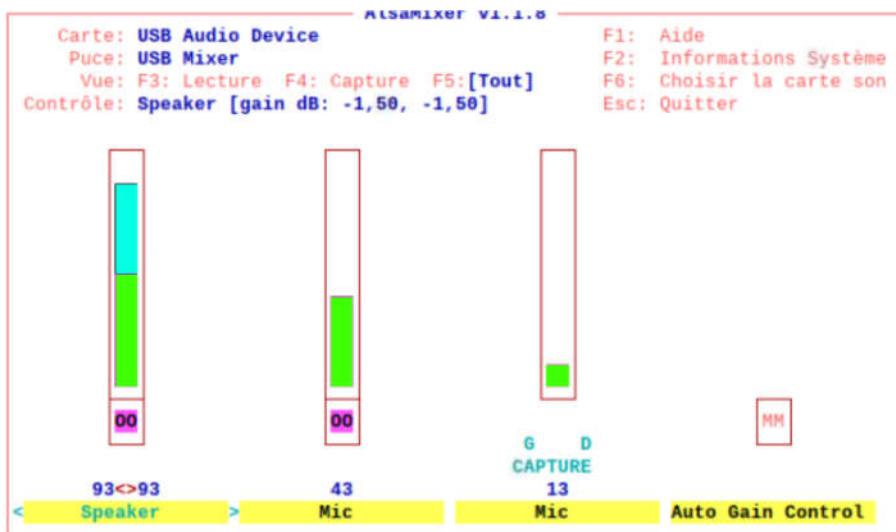 AlsaMixer v1.1.8
Carte: USB Audio Device F1: Aide
Puce: USB Mixer F2: Informations Système
Vue: F3: Lecture F4: Capture F5:[Tout] F6: Choisir la carte son
Contrôle: Speaker [gain dB: -1,50, -1,50] Esc: Quitter
OO OO MM
G D
CAPTURE
93<>93 43 13
< Speaker > Mic Mic Auto Gain Control